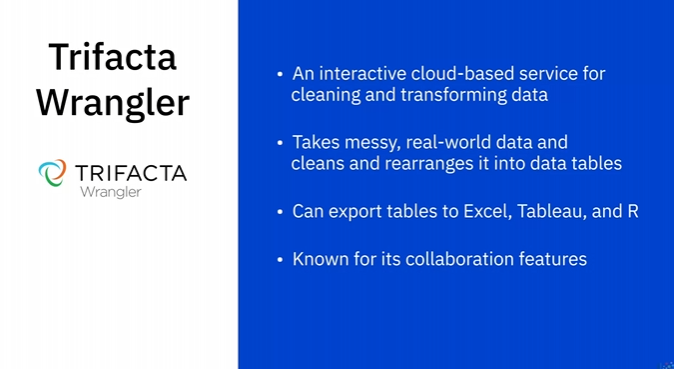 Trifacta
Wrangler
TRIFACTA
Wrangler
• An interactive cloud-based service for
cleaning and transforming data
• Takes messy, real-world data and
cleans and rearranges it into data tables
• Can export tables to Excel, Tableau, and R
• Known for its collaboration features